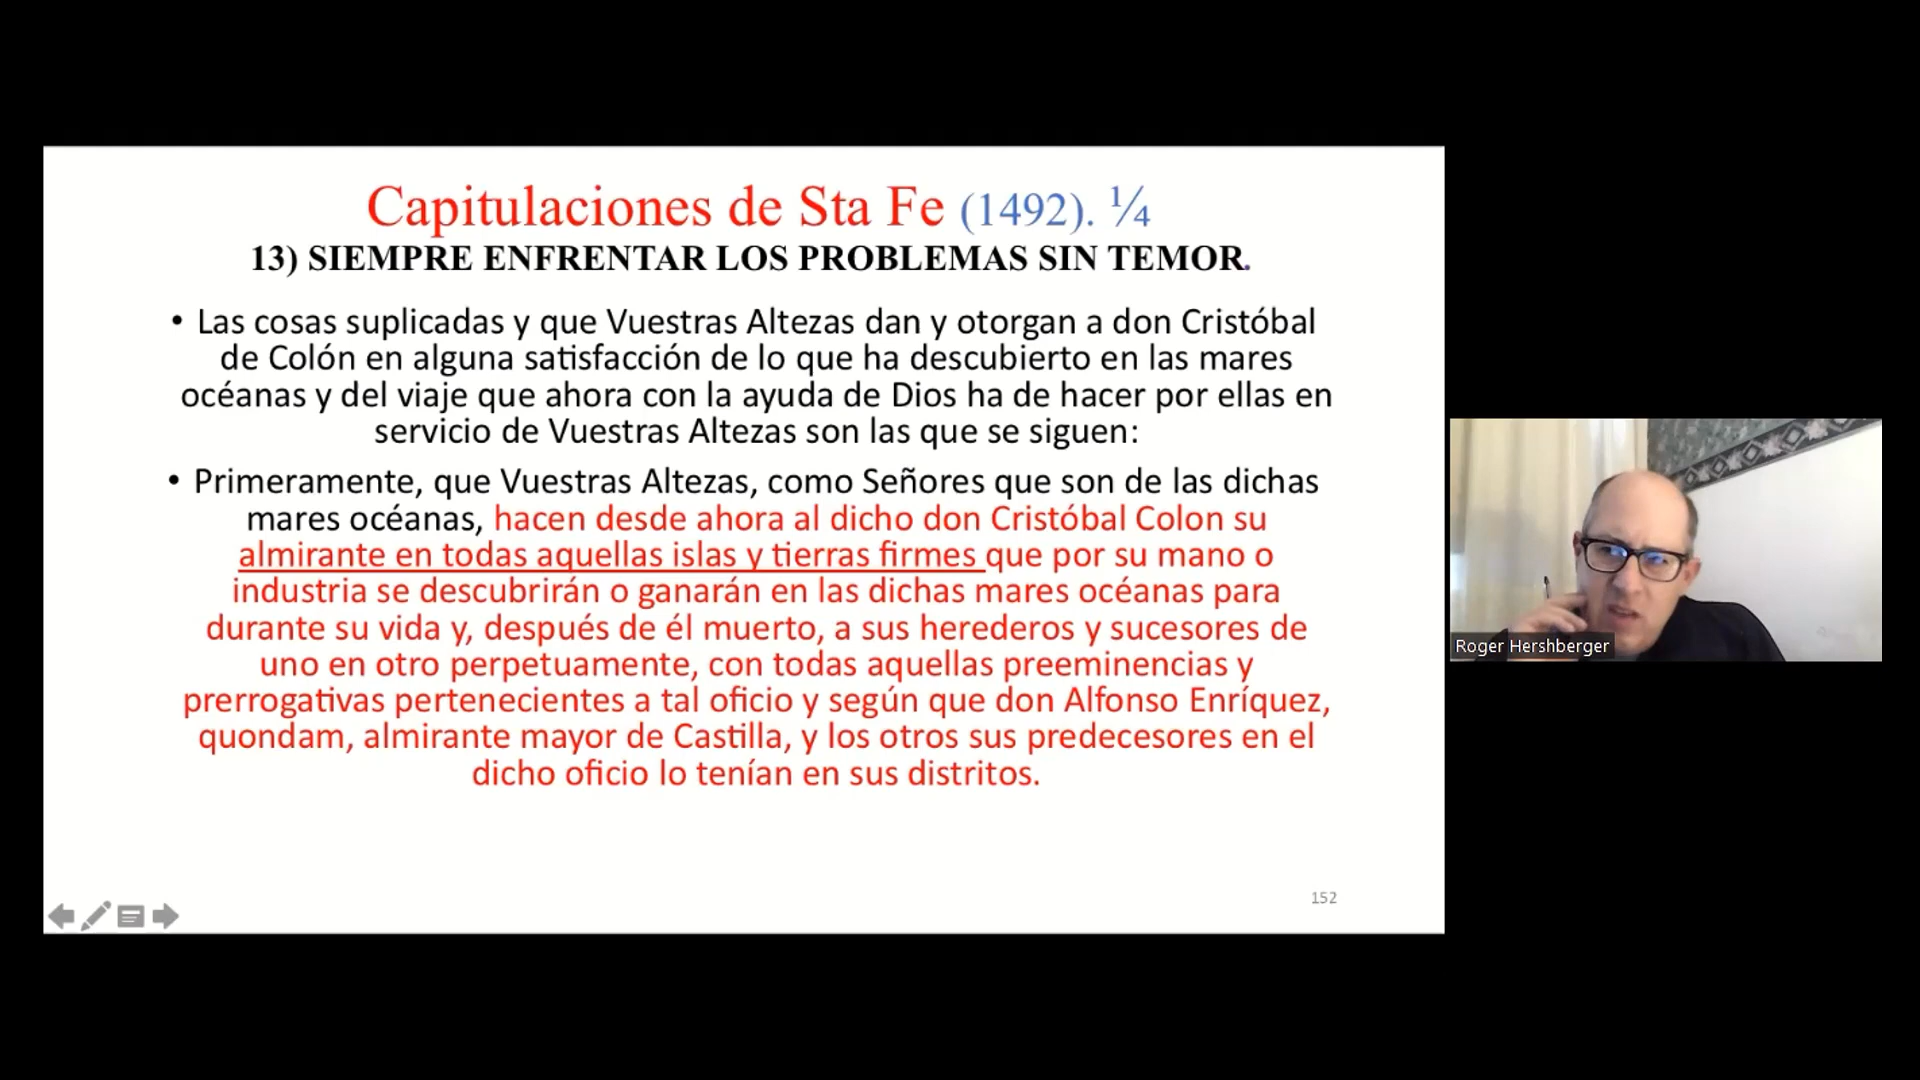 Capitulaciones de Sta Fe (1492). ¼
13) SIEMPRE ENFRENTAR LOS PROBLEMAS SIN TEMOR.
• Las cosas suplicadas y que Vuestras Altezas dan y otorgan a don Cristóbal
de Colón en alguna satisfacción de lo que ha descubierto en las mares
océanas y del viaje que ahora con la ayuda de Dios ha de hacer por ellas en
servicio de Vuestras Altezas son las que se siguen:
• Primeramente, que Vuestras Altezas, como Señores que son de las dichas
mares océanas, hacen desde ahora al dicho don Cristóbal Colon su
almirante en todas aquellas islas y tierras firmes que por su mano o
industria se descubrirán o ganarán en las dichas mares océanas para
durante su vida y, después de él muerto, a sus herederos y sucesores de
uno en otro perpetuamente, con todas aquellas preeminencias y
prerrogativas pertenecientes a tal oficio y según que don Alfonso Enríquez,
quondam, almirante mayor de Castilla, y los otros sus predecesores en el
dicho oficio lo tenían en sus distritos.
152
Roger Hershberger